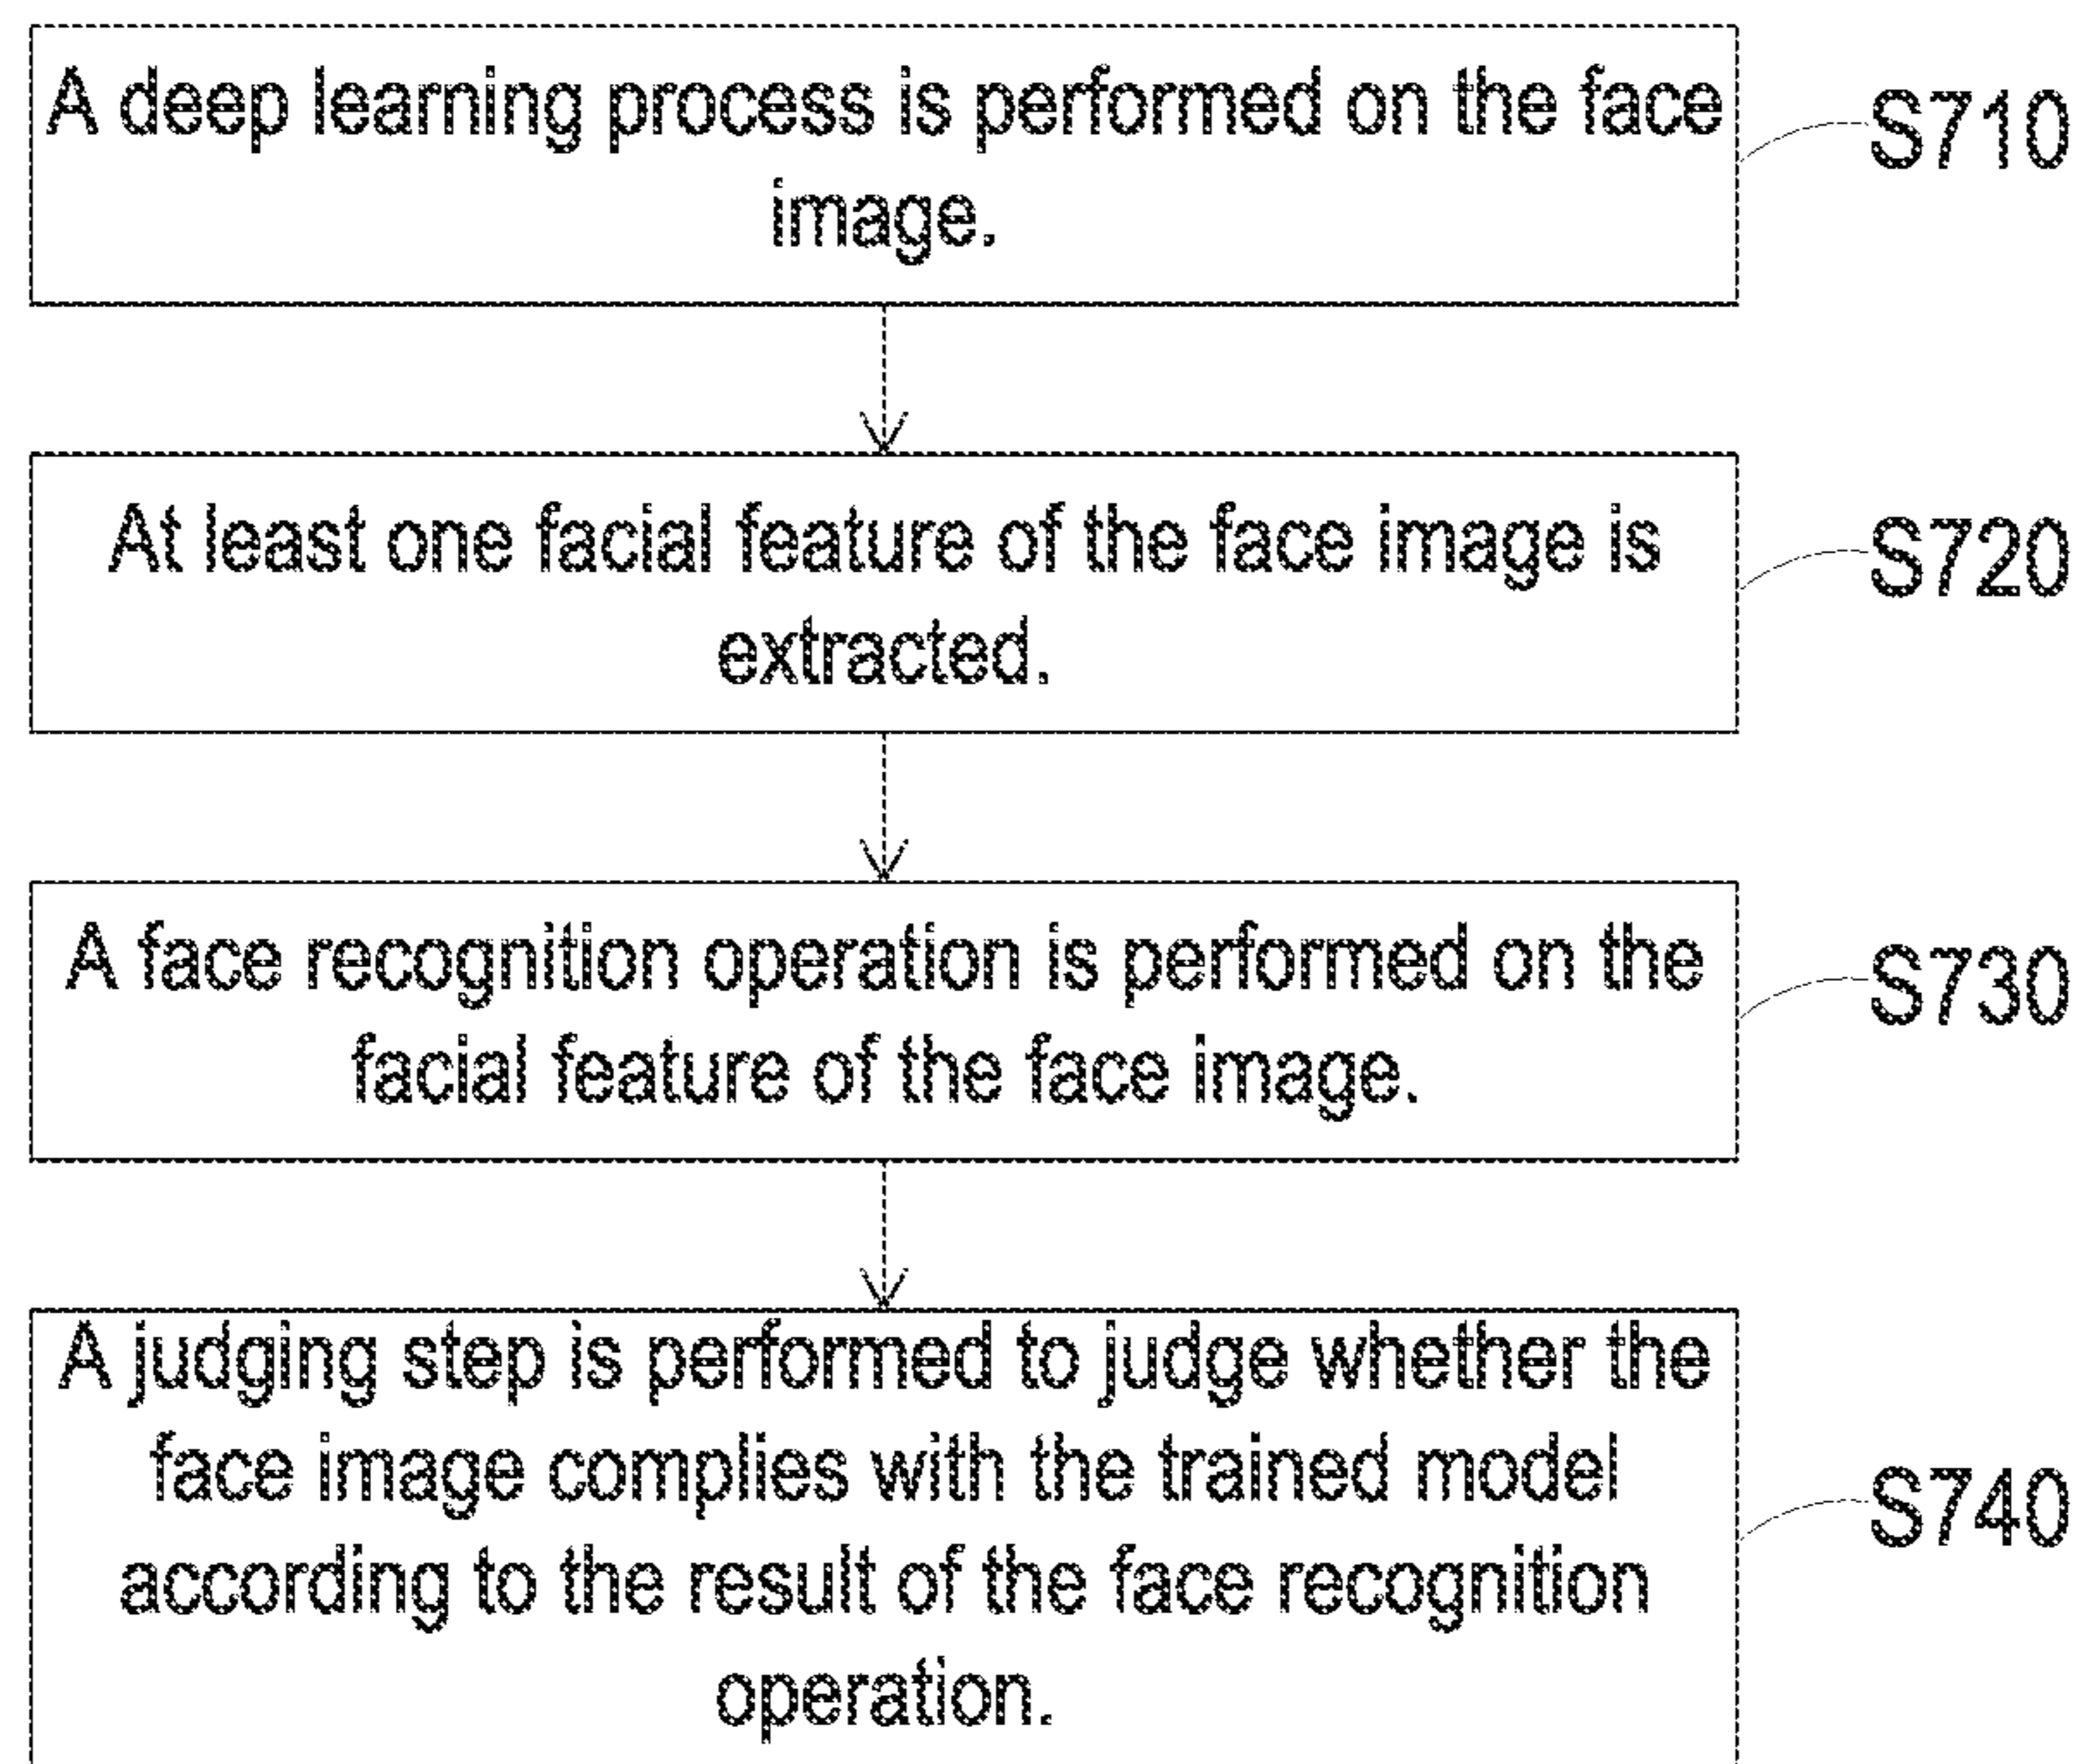 A deep learning process is performed on the face
image.
S710
At least one facial feature of the face image is
extracted.
S720
A face recognition operation is performed on the
facial feature of the face image.
S730
A judging step is performed to judge whether the
face image complies with the trained model
according to the result of the face recognition
operation.
S740